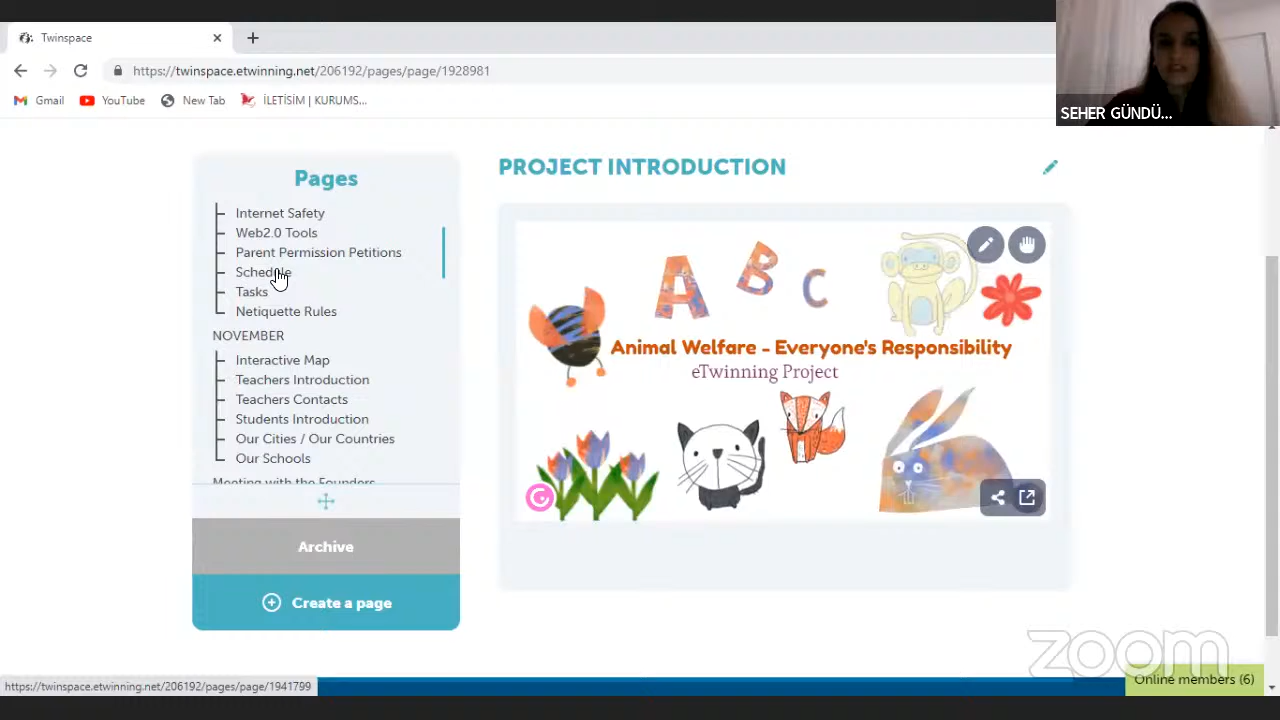 Twinspace
https://twinspace.etwinning.net/206192/pages/page/1928981
Gmail
YouTube
New Tab
İLETİSİM | KURUMS...
SEHER GÜNDÜ...
Pages
Internet Safety
Web2.0 Tools
Parent Permission Petitions
Schedule
Tasks
Netiquette Rules
NOVEMBER
Interactive Map
Teachers Introduction
Teachers Contacts
Students Introduction
Our Cities / Our Countries
Our Schools
Meeting with the Founders
Archive
Create a page
PROJECT INTRODUCTION
A B C
Animal Welfare - Everyone's Responsibility
eTwinning Project
zoom
Online members (6)
https://twinspace.etwinning.net/206192/pages/page/1941799